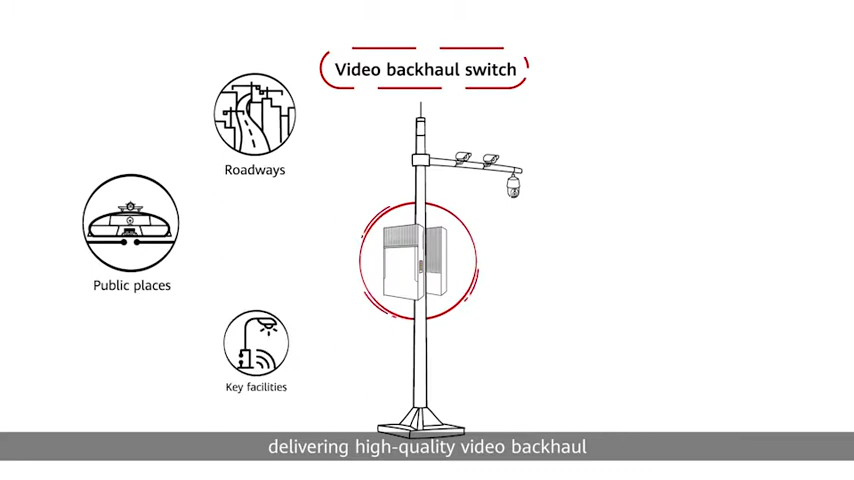 Video backhaul switch
Roadways
Public places
Key facilities
delivering high-quality video backhaul